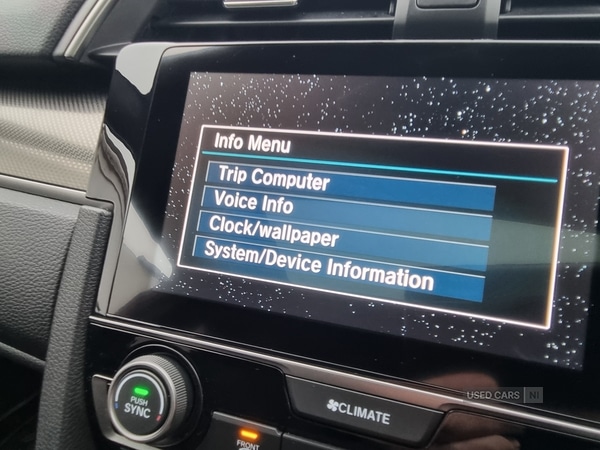 Info Menu
Trip Computer
Voice Info
Clock/wallpaper
System/Device Information
PUSH
SYNC
CLIMATE
FRONT
USED CARS NI